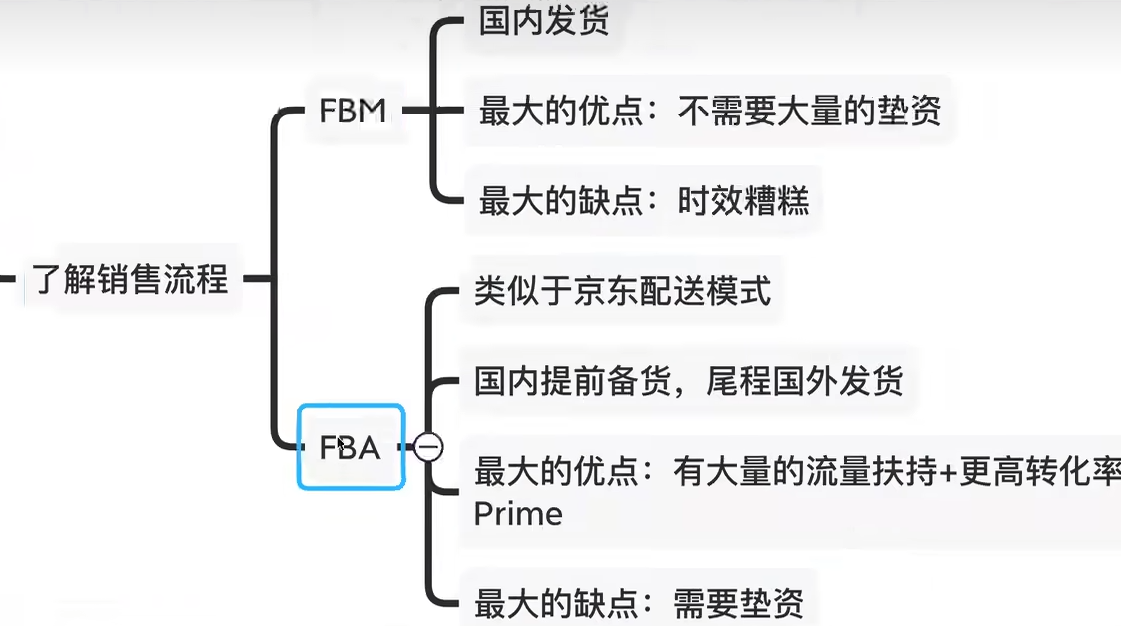 了解销售流程
FBM
国内发货
最大的优点：不需要大量的垫资
最大的缺点：时效糟糕
FBA
类似于京东配送模式
国内提前备货，尾程国外发货
最大的优点：有大量的流量扶持+更高转化率
Prime
最大的缺点：需要垫资